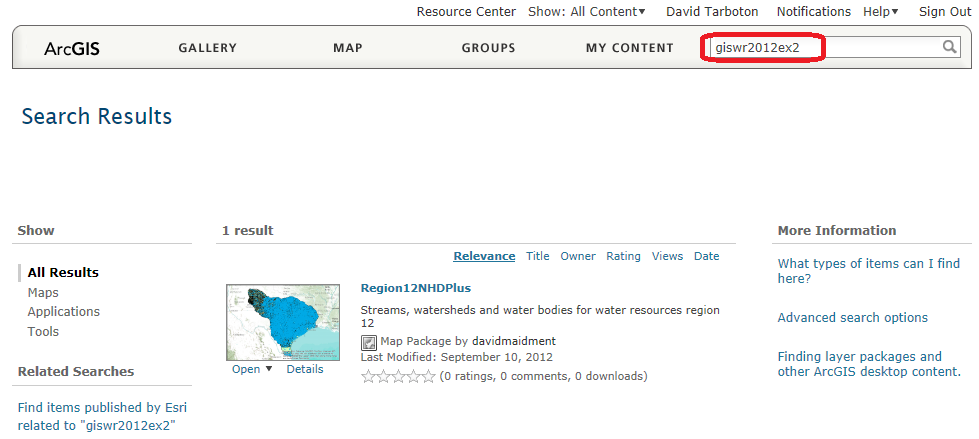 Resource Center Show: All Content▾ David Tarboton Notifications Help▾ Sign Out
ArcGIS GALLERY MAP GROUPS MY CONTENT giswr2012ex2
Search Results
Show
All Results
Maps
Applications
Tools
Related Searches
Find items published by Esri
related to "giswr2012ex2"
1 result
Relevance Title Owner Rating Views Date
Region12NHDPlus
Streams, watersheds and water bodies for water resources region
12
Map Package by davidmaidment
Last Modified: September 10, 2012
(0 ratings, 0 comments, 0 downloads)
Open ▾ Details
More Information
What types of items can I find
here?
Advanced search options
Finding layer packages and
other ArcGIS desktop content.